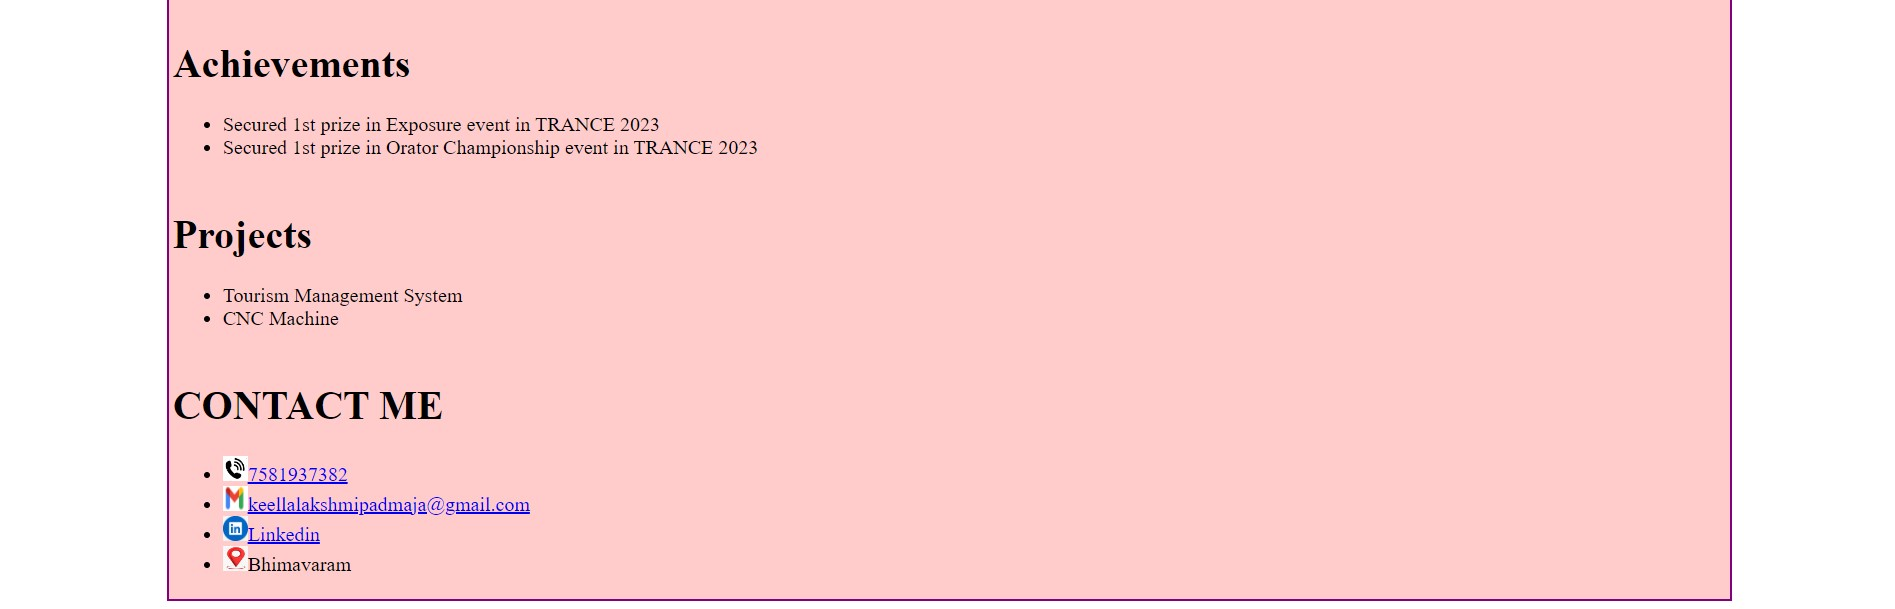 Achievements
Secured 1st prize in Exposure event in TRANCE 2023
Secured 1st prize in Orator Championship event in TRANCE 2023
Projects
Tourism Management System
CNC Machine
CONTACT ME
7581937382
keellalakshmipadmaja@gmail.com
Linkedin
Bhimavaram